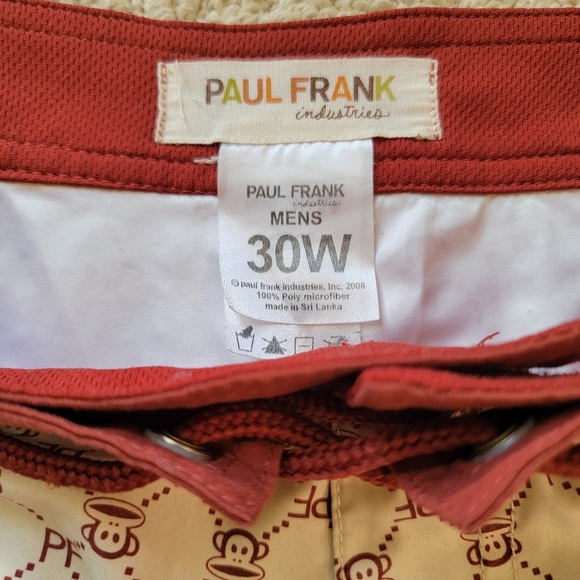 PAUL FRANK
industries
PAUL FRANK
industries
MENS
30W
© paul frank industries, Inc. 2008
100% Poly microfiber
made in Sri Lanka
PF
PF